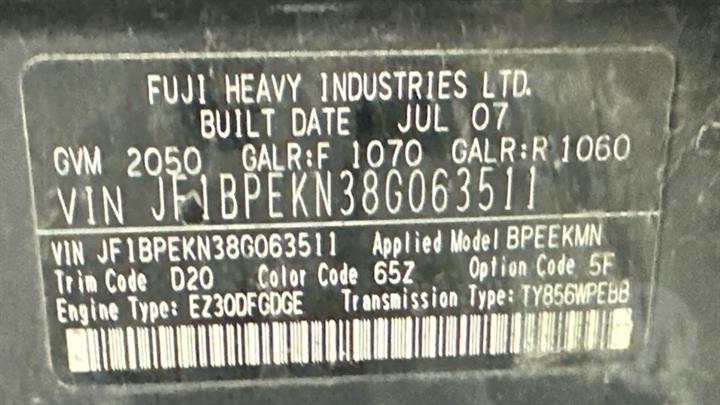 FUJI HEAVY INDUSTRIES LTD.
BUILT DATE JUL 07
GVM 2050 GALR:F 1070 GALR:R 1060
VIN JF1BPEKN38G063511
VIN JF1BPEKN38G063511 Applied Model BPEEKMN
Trim Code D20 Color Code 65Z Option Code 5F
Engine Type: EZ30DFGDGE Transmission Type: TY856WPEBB